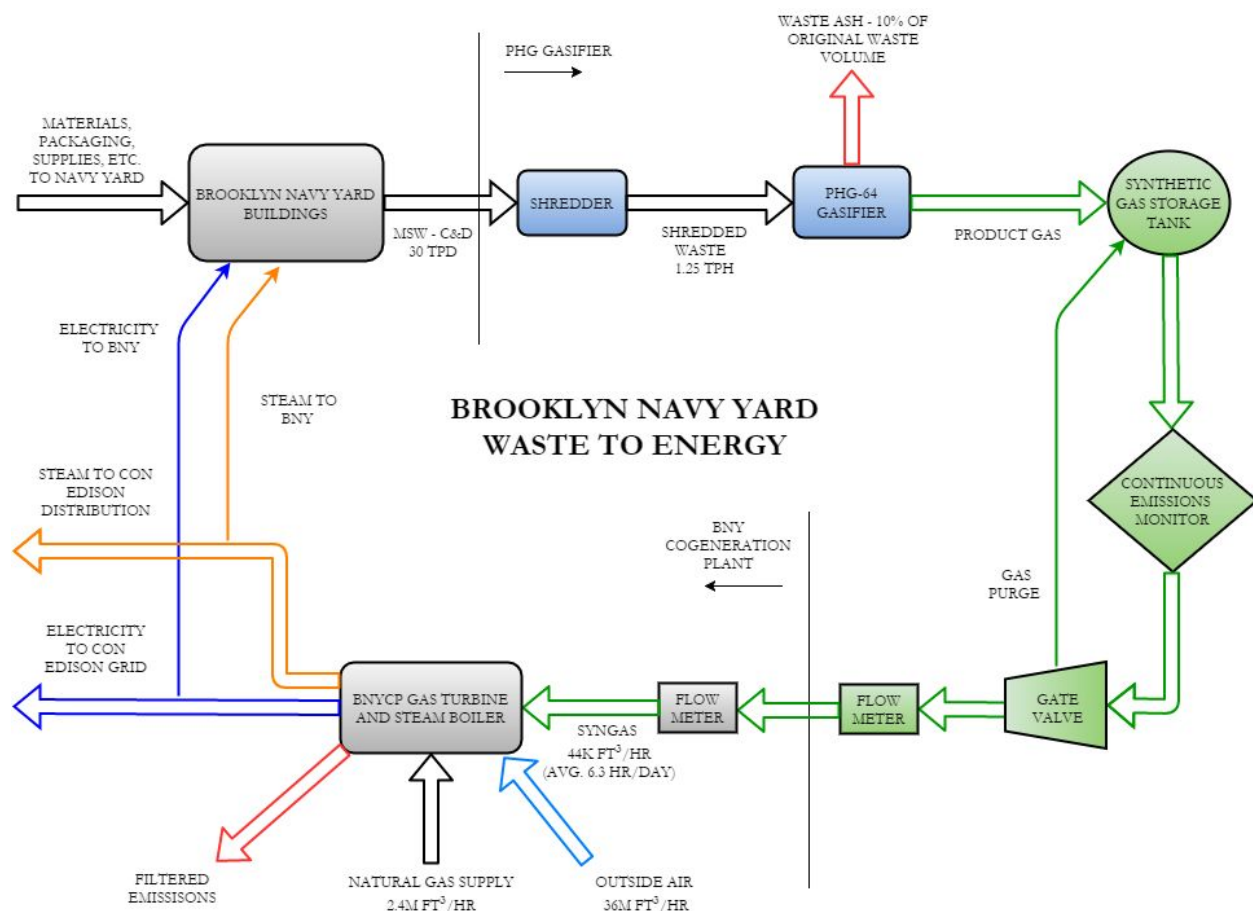 WASTE ASH - 10% OF
ORIGINAL WASTE
VOLUME
PHG GASIFIER
MATERIALS,
PACKAGING,
SUPPLIES, ETC.
TO NAVY YARD
BROOKLYN NAVY YARD
BUILDINGS
MSW - C&D
30 TPD
SHREDDER
SHREDDED
WASTE
1.25 TPH
PHG-64
GASIFIER
PRODUCT GAS
SYNTHETIC
GAS STORAGE
TANK
ELECTRICITY
TO BNY
STEAM TO
BNY
BROOKLYN NAVY YARD
WASTE TO ENERGY
STEAM TO CON
EDISON
DISTRIBUTION
CONTINUOUS
EMISSIONS
MONITOR
BNY
COGENERATION
PLANT
GAS
PURGE
ELECTRICITY
TO CON
EDISON GRID
BNYCP GAS TURBINE
AND STEAM BOILER
SYNGAS
44K FT³/HR
(AVG. 6.3 HR/DAY)
FLOW
METER
FLOW
METER
GATE
VALVE
FILTERED
EMISSISONS
NATURAL GAS SUPPLY
2.4M FT³/HR
OUTSIDE AIR
36M FT³/HR